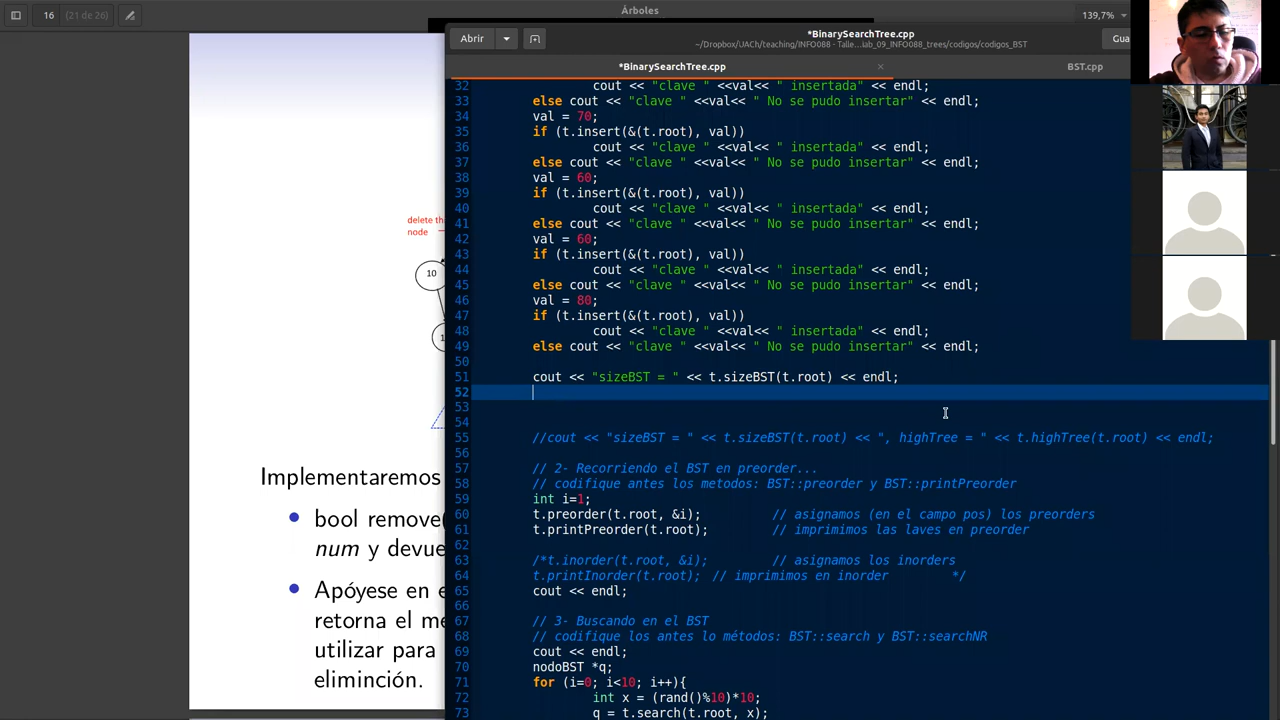 16 (21 de 26)
Árboles
139,7%
Abrir
*BinarySearchTree.cpp
~/Dropbox/UACh/teaching/INFO088 - Talle…lab_09_INFO088_trees/codigos/codigos_BST
Gua
*BinarySearchTree.cpp
BST.cpp
32 cout << "clave " <<val<< " insertada" << endl;
33 else cout << "clave " <<val<< " No se pudo insertar" << endl;
34 val = 70;
35 if (t.insert(&(t.root), val))
36 cout << "clave " <<val<< " insertada" << endl;
37 else cout << "clave " <<val<< " No se pudo insertar" << endl;
38 val = 60;
39 if (t.insert(&(t.root), val))
40 cout << "clave " <<val<< " insertada" << endl;
41 else cout << "clave " <<val<< " No se pudo insertar" << endl;
42 val = 60;
43 if (t.insert(&(t.root), val))
44 cout << "clave " <<val<< " insertada" << endl;
45 else cout << "clave " <<val<< " No se pudo insertar" << endl;
46 val = 80;
47 if (t.insert(&(t.root), val))
48 cout << "clave " <<val<< " insertada" << endl;
49 else cout << "clave " <<val<< " No se pudo insertar" << endl;
50
51 cout << "sizeBST = " << t.sizeBST(t.root) << endl;
52
53
54
55 //cout << "sizeBST = " << t.sizeBST(t.root) << ", highTree = " << t.highTree(t.root) << endl;
56
57 // 2- Recorriendo el BST en preorder...
58 // codifique antes los metodos: BST::preorder y BST::printPreorder
59 int i=1;
60 t.preorder(t.root, &i); // asignamos (en el campo pos) los preorders
61 t.printPreorder(t.root); // imprimimos las laves en preorder
62
63 /*t.inorder(t.root, &i); // asignamos los inorders
64 t.printInorder(t.root); // imprimimos en inorder */
65 cout << endl;
66
67 // 3- Buscando en el BST
68 // codifique los antes lo métodos: BST::search y BST::searchNR
69 cout << endl;
70 nodoBST *q;
71 for (i=0; i<10; i++){
72 int x = (rand()%10)*10;
73 q = t.search(t.root, x);
delete th
node
10
1
Implementaremos
bool remove(
num y devue
Apóyese en e
retorna el me
utilizar para
eliminción.